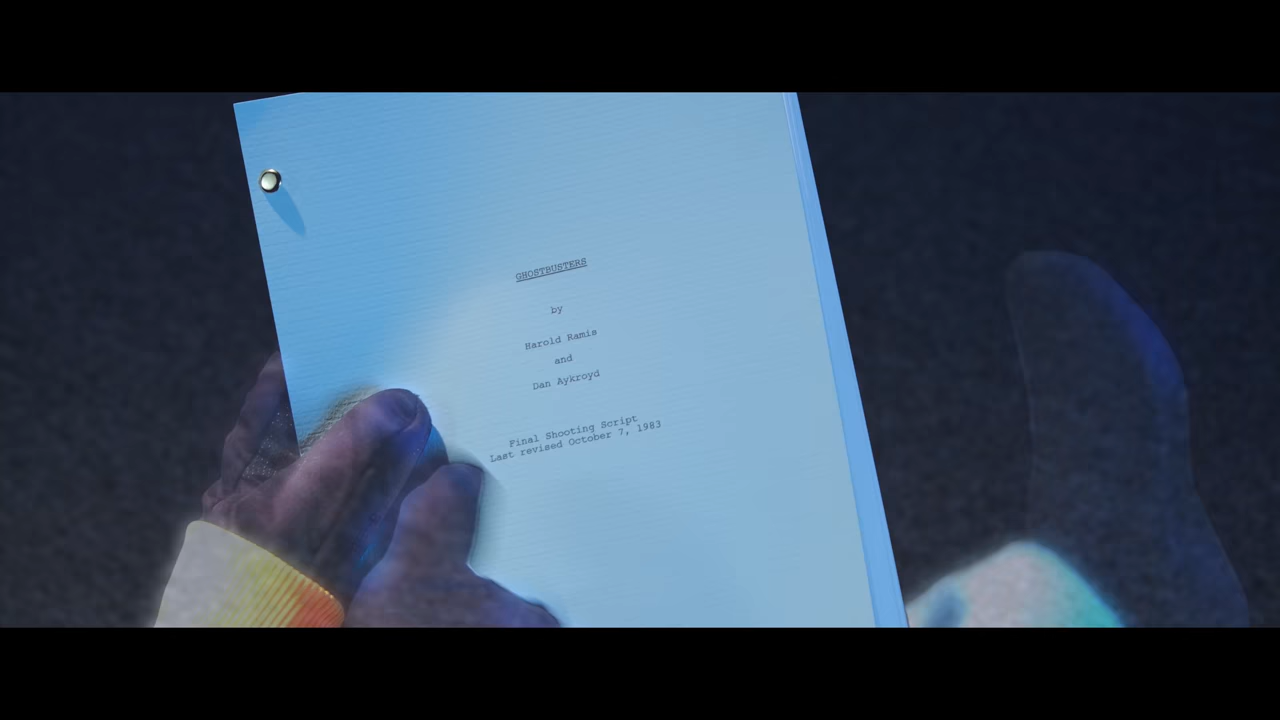 GHOSTBUSTERS
by
Harold Ramis
and
Dan Aykroyd
Final Shooting Script
Last revised October 7, 1983